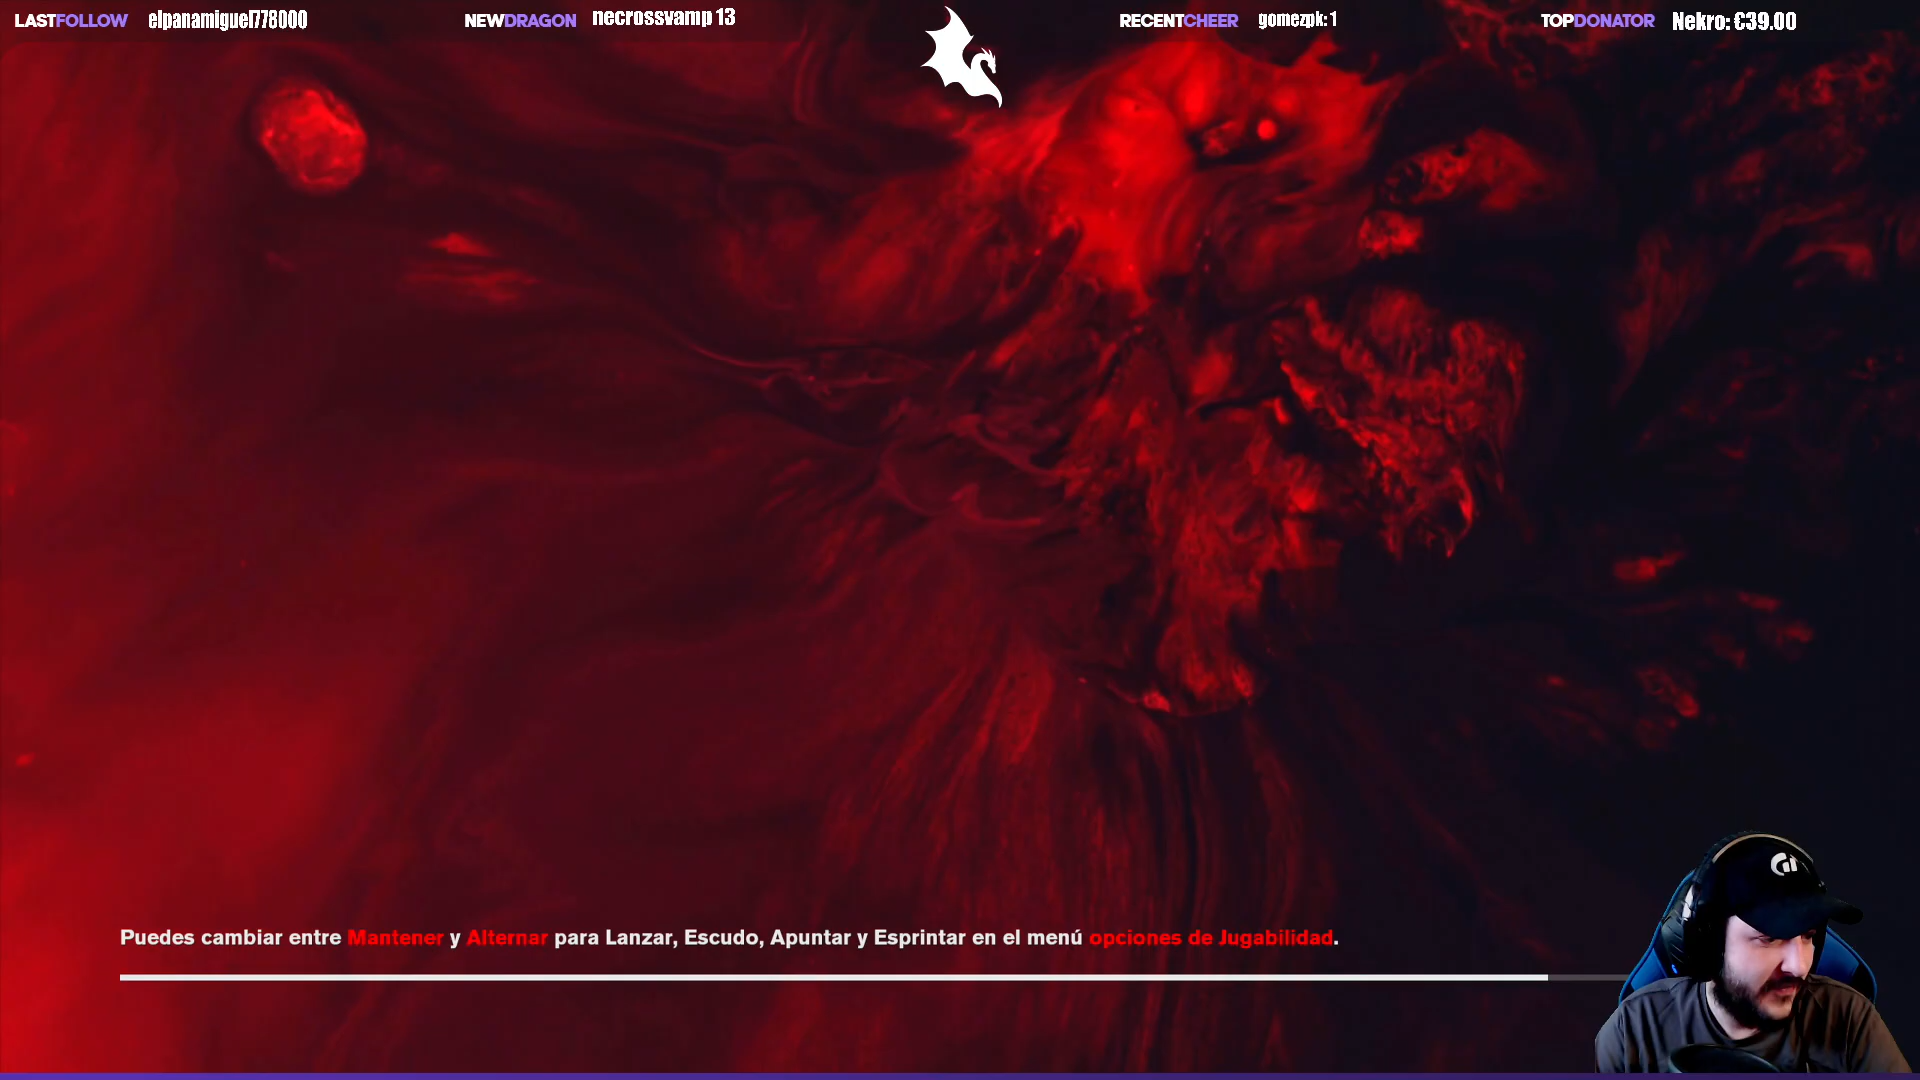 LASTFOLLOW elpanamiguel778000 NEWDRAGON necrossvamp 13 RECENTCHEER gomezpk: 1 TOPDONATOR Nekro: €39.00
Puedes cambiar entre Mantener y Alternar para Lanzar, Escudo, Apuntar y Esprintar en el menú opciones de Jugabilidad.